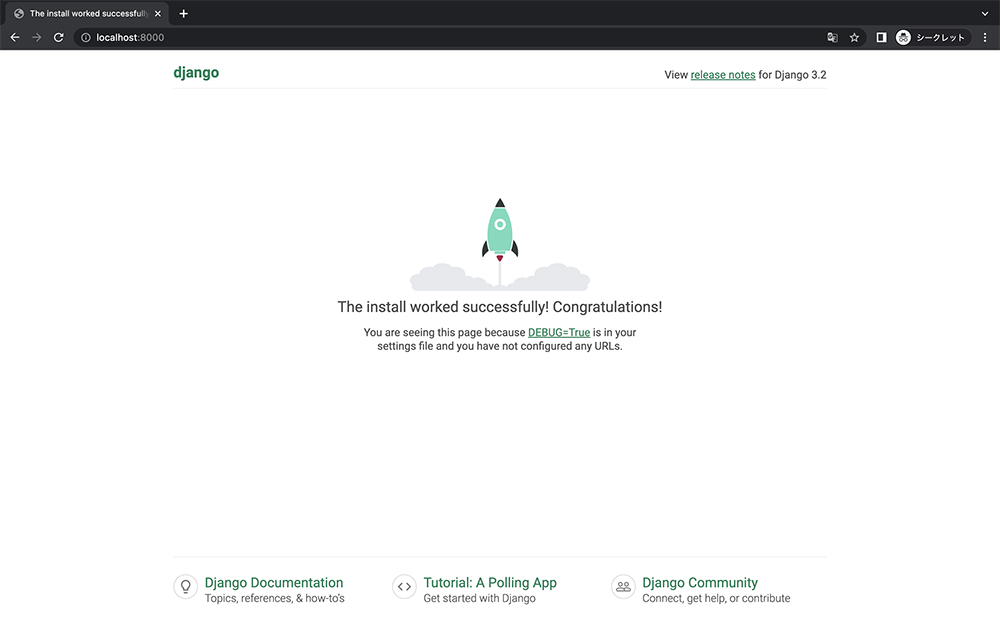 The install worked successfully
localhost:8000
シークレット
django
View release notes for Django 3.2
The install worked successfully! Congratulations!
You are seeing this page because DEBUG=True is in your
settings file and you have not configured any URLs.
Django Documentation
Topics, references, & how-to’s
Tutorial: A Polling App
Get started with Django
Django Community
Connect, get help, or contribute